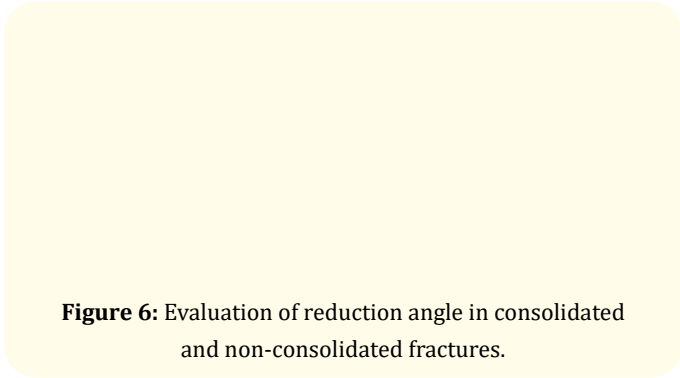 Figure 6: Evaluation of reduction angle in consolidated
and non-consolidated fractures.